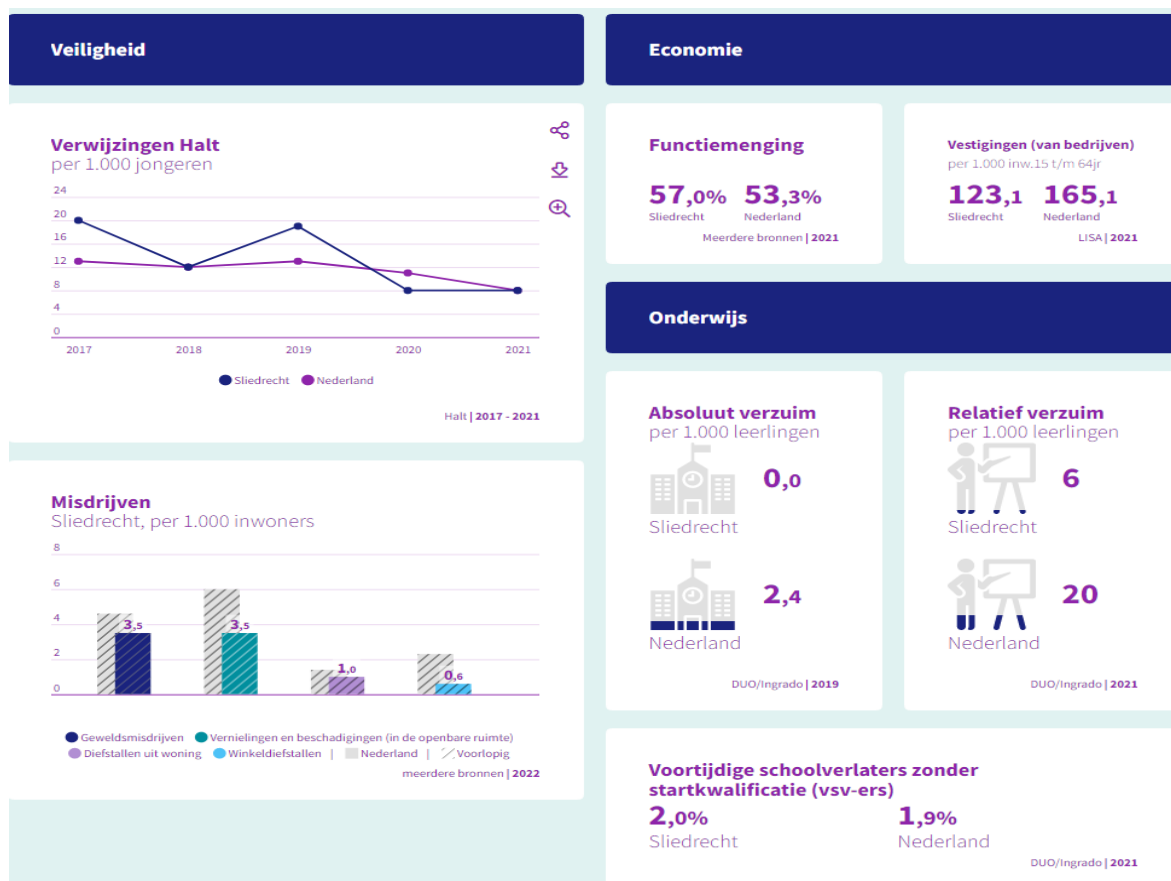 Veiligheid
Verwijzingen Halt
per 1.000 jongeren
24
20
16
12
8
4
0
2017 2018 2019 2020 2021
Sliedrecht Nederland
Halt | 2017 - 2021
Misdrijven
Sliedrecht, per 1.000 inwoners
8
6
4
2
0
3,5 3,5 1,0 0,6
Geweldsmisdrijven Vernielingen en beschadigingen (in de openbare ruimte)
Diefstallen uit woning Winkeldiefstallen | Nederland | Voorlopig
meerdere bronnen | 2022
Economie
Functiemenging
57,0% 53,3%
Sliedrecht Nederland
Meerdere bronnen | 2021
Vestigingen (van bedrijven)
per 1.000 inw.15 t/m 64jr
123,1 165,1
Sliedrecht Nederland
LISA | 2021
Onderwijs
Absoluut verzuim
per 1.000 leerlingen
0,0
Sliedrecht
2,4
Nederland
DUO/Ingrado | 2019
Relatief verzuim
per 1.000 leerlingen
6
Sliedrecht
20
Nederland
DUO/Ingrado | 2021
Voortijdige schoolverlaters zonder
startkwalificatie (vsv-ers)
2,0% 1,9%
Sliedrecht Nederland
DUO/Ingrado | 2021